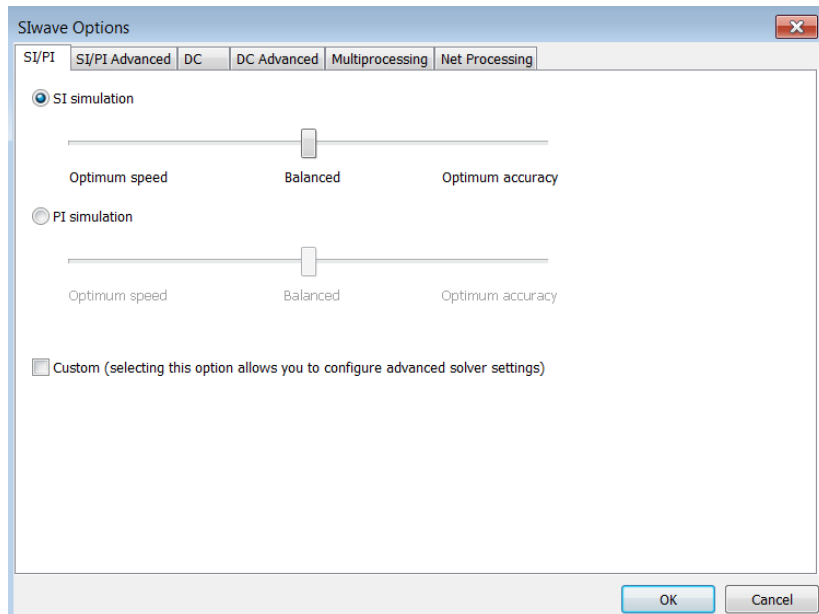 SIwave Options
SI/PI SI/PI Advanced DC DC Advanced Multiprocessing Net Processing
SI simulation
Optimum speed Balanced Optimum accuracy
PI simulation
Optimum speed Balanced Optimum accuracy
Custom (selecting this option allows you to configure advanced solver settings)
OK Cancel